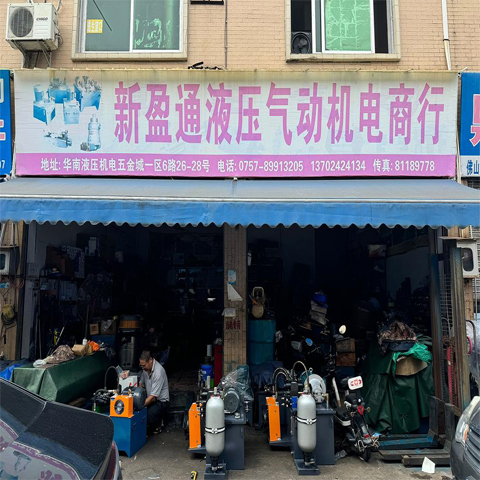 新盈通液压气动机电商行
地址: 华南液压机电五金城一区6路26-28号 电话: 0757-89913205 13702424134 传真: 81189778
佛山